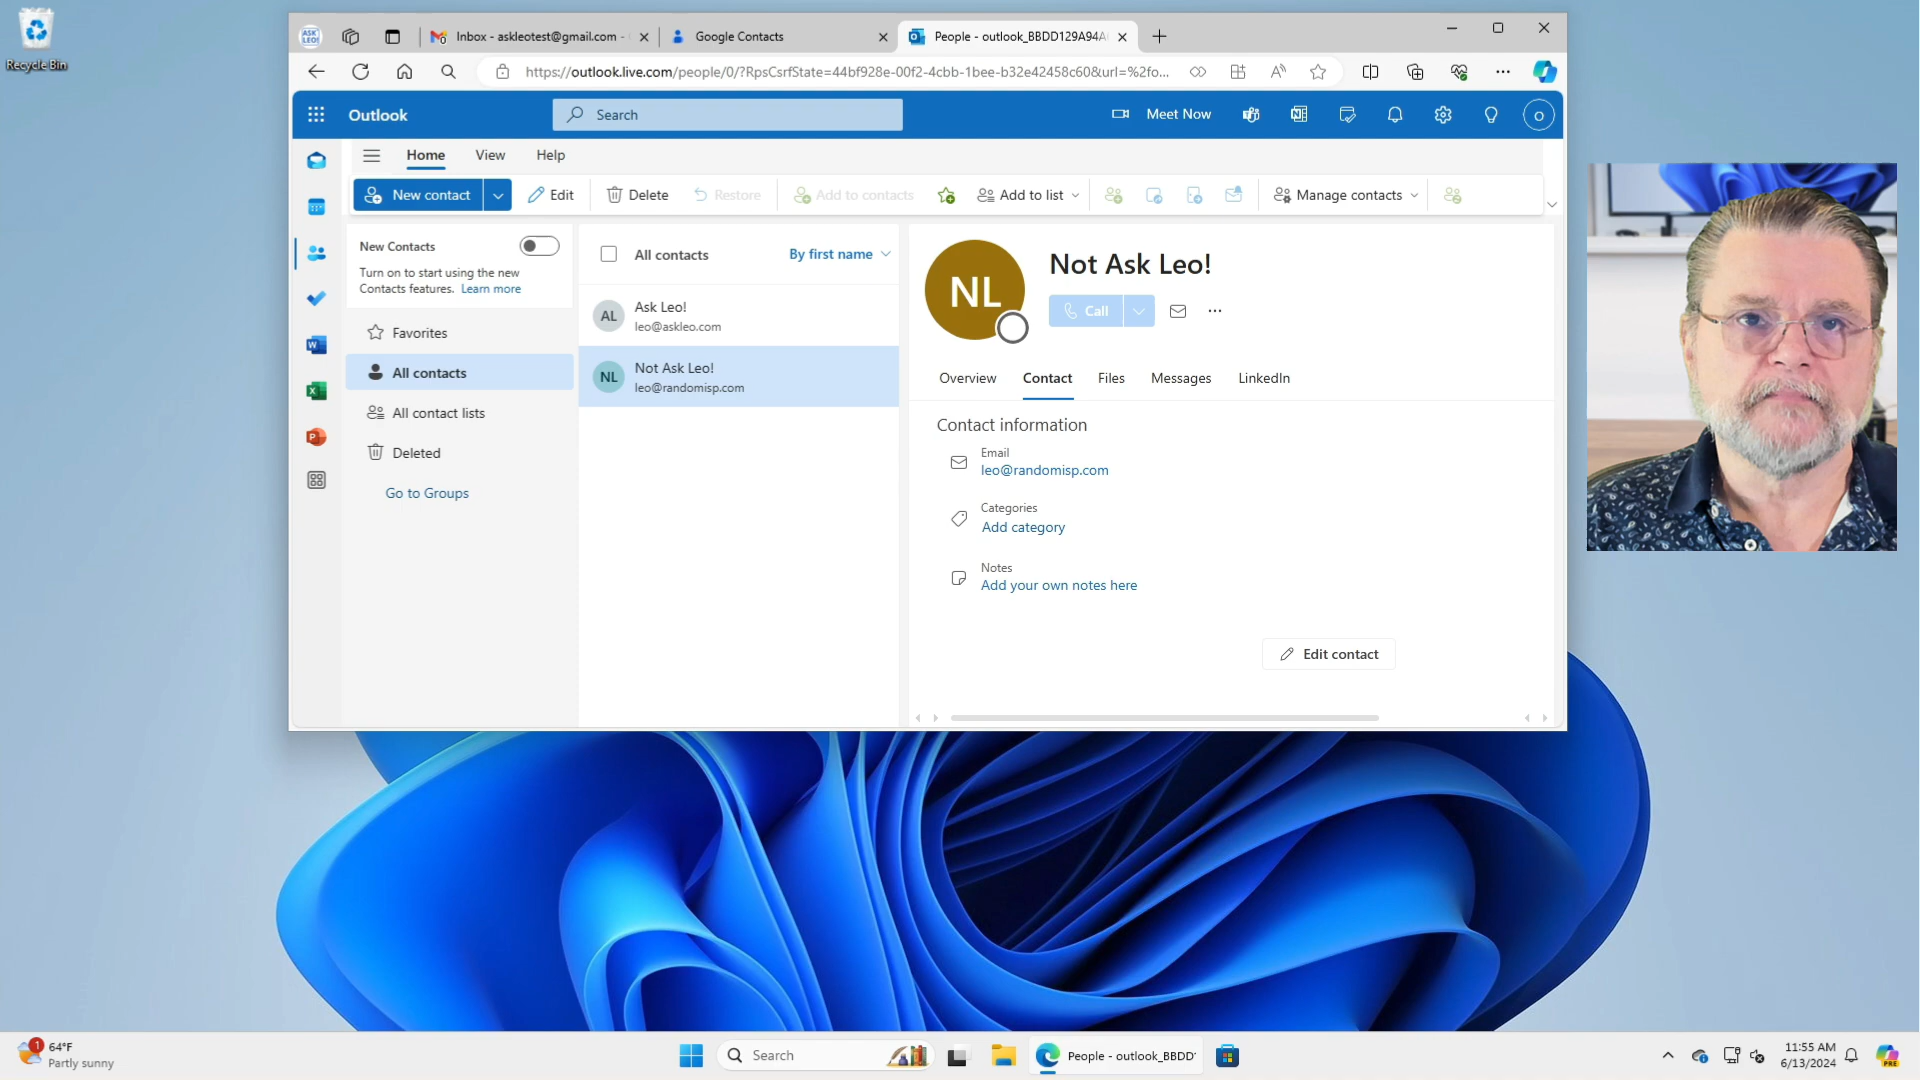 Recycle Bin
ASK LEO!
Inbox - askleotest@gmail.com -
Google Contacts
People - outlook_BBDD129A94A
https://outlook.live.com/people/0/?RpsCsrfState=44bf928e-00f2-4cbb-1bee-b32e42458c60&url=%2fo...
Outlook
Search
Meet Now
O
Home View Help
New contact
Edit
Delete
Restore
Add to contacts
Add to list
Manage contacts
New Contacts
Turn on to start using the new
Contacts features. Learn more
Favorites
All contacts
All contact lists
Deleted
Go to Groups
All contacts
By first name
AL
Ask Leo!
leo@askleo.com
NL
Not Ask Leo!
leo@randomisp.com
NL
Not Ask Leo!
Call
Overview Contact Files Messages LinkedIn
Contact information
Email
leo@randomisp.com
Categories
Add category
Notes
Add your own notes here
Edit contact
1
64°F
Partly sunny
Search
People - outlook_BBDD
11:55 AM
6/13/2024
PRE